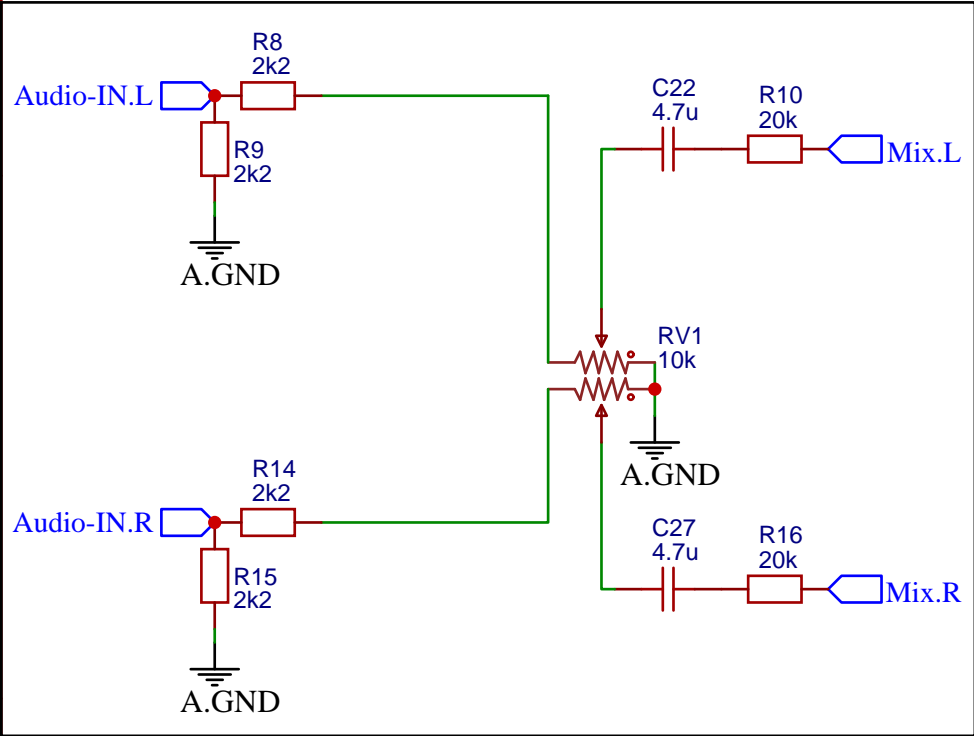 R8
2k2
Audio-IN.L
R9
2k2
A.GND
C22
4.7u
R10
20k
Mix.L
RV1
10k
A.GND
R14
2k2
Audio-IN.R
R15
2k2
A.GND
C27
4.7u
R16
20k
Mix.R